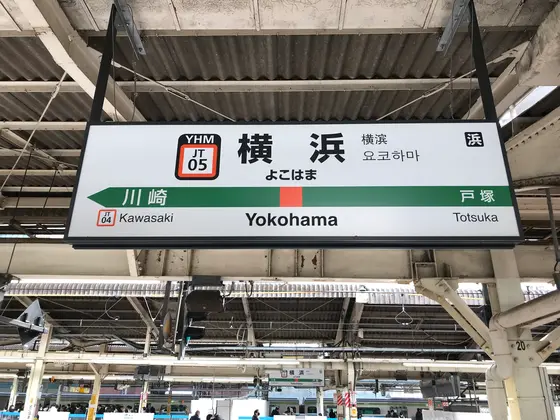 YHM
JT
05
横浜
よこはま
横滨
요코하마
浜
川崎
戸塚
JT
04
Kawasaki
Yokohama
Totsuka
20